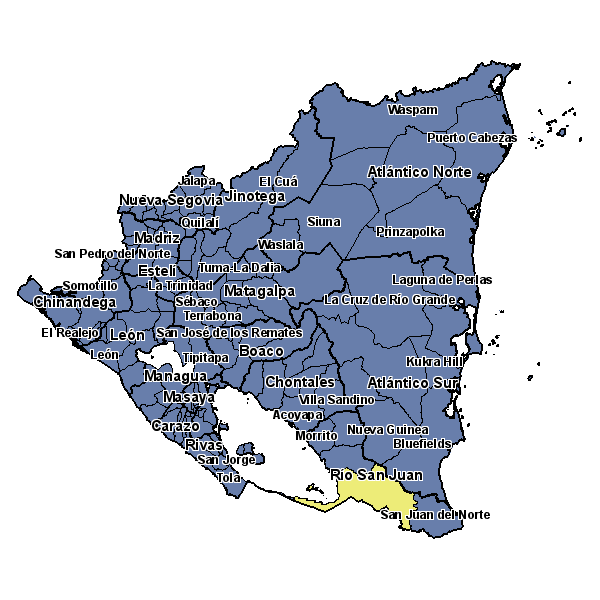 Waspam
Puerto Cabezas
Atlántico Norte
Jalapa
El Cuá
Nueva Segovia
Jinotega
Quilalí
Siuna
Prinzapolka
Madriz
Waslala
San Pedro del Norte
Estelí
Tuma-La Dalia
Laguna de Perlas
Somotillo
La Trinidad
Matagalpa
Chinandega
Sébaco
La Cruz de Río Grande
Terrabona
El Realejo
León
San José de los Remates
León
Tipitapa
Boaco
Kukra Hill
Managua
Chontales
Atlántico Sur
Masaya
Villa Sandino
Acoyapa
Carazo
Morrito
Nueva Guinea
Rivas
Bluefields
San Jorge
Tola
Río San Juan
San Juan del Norte